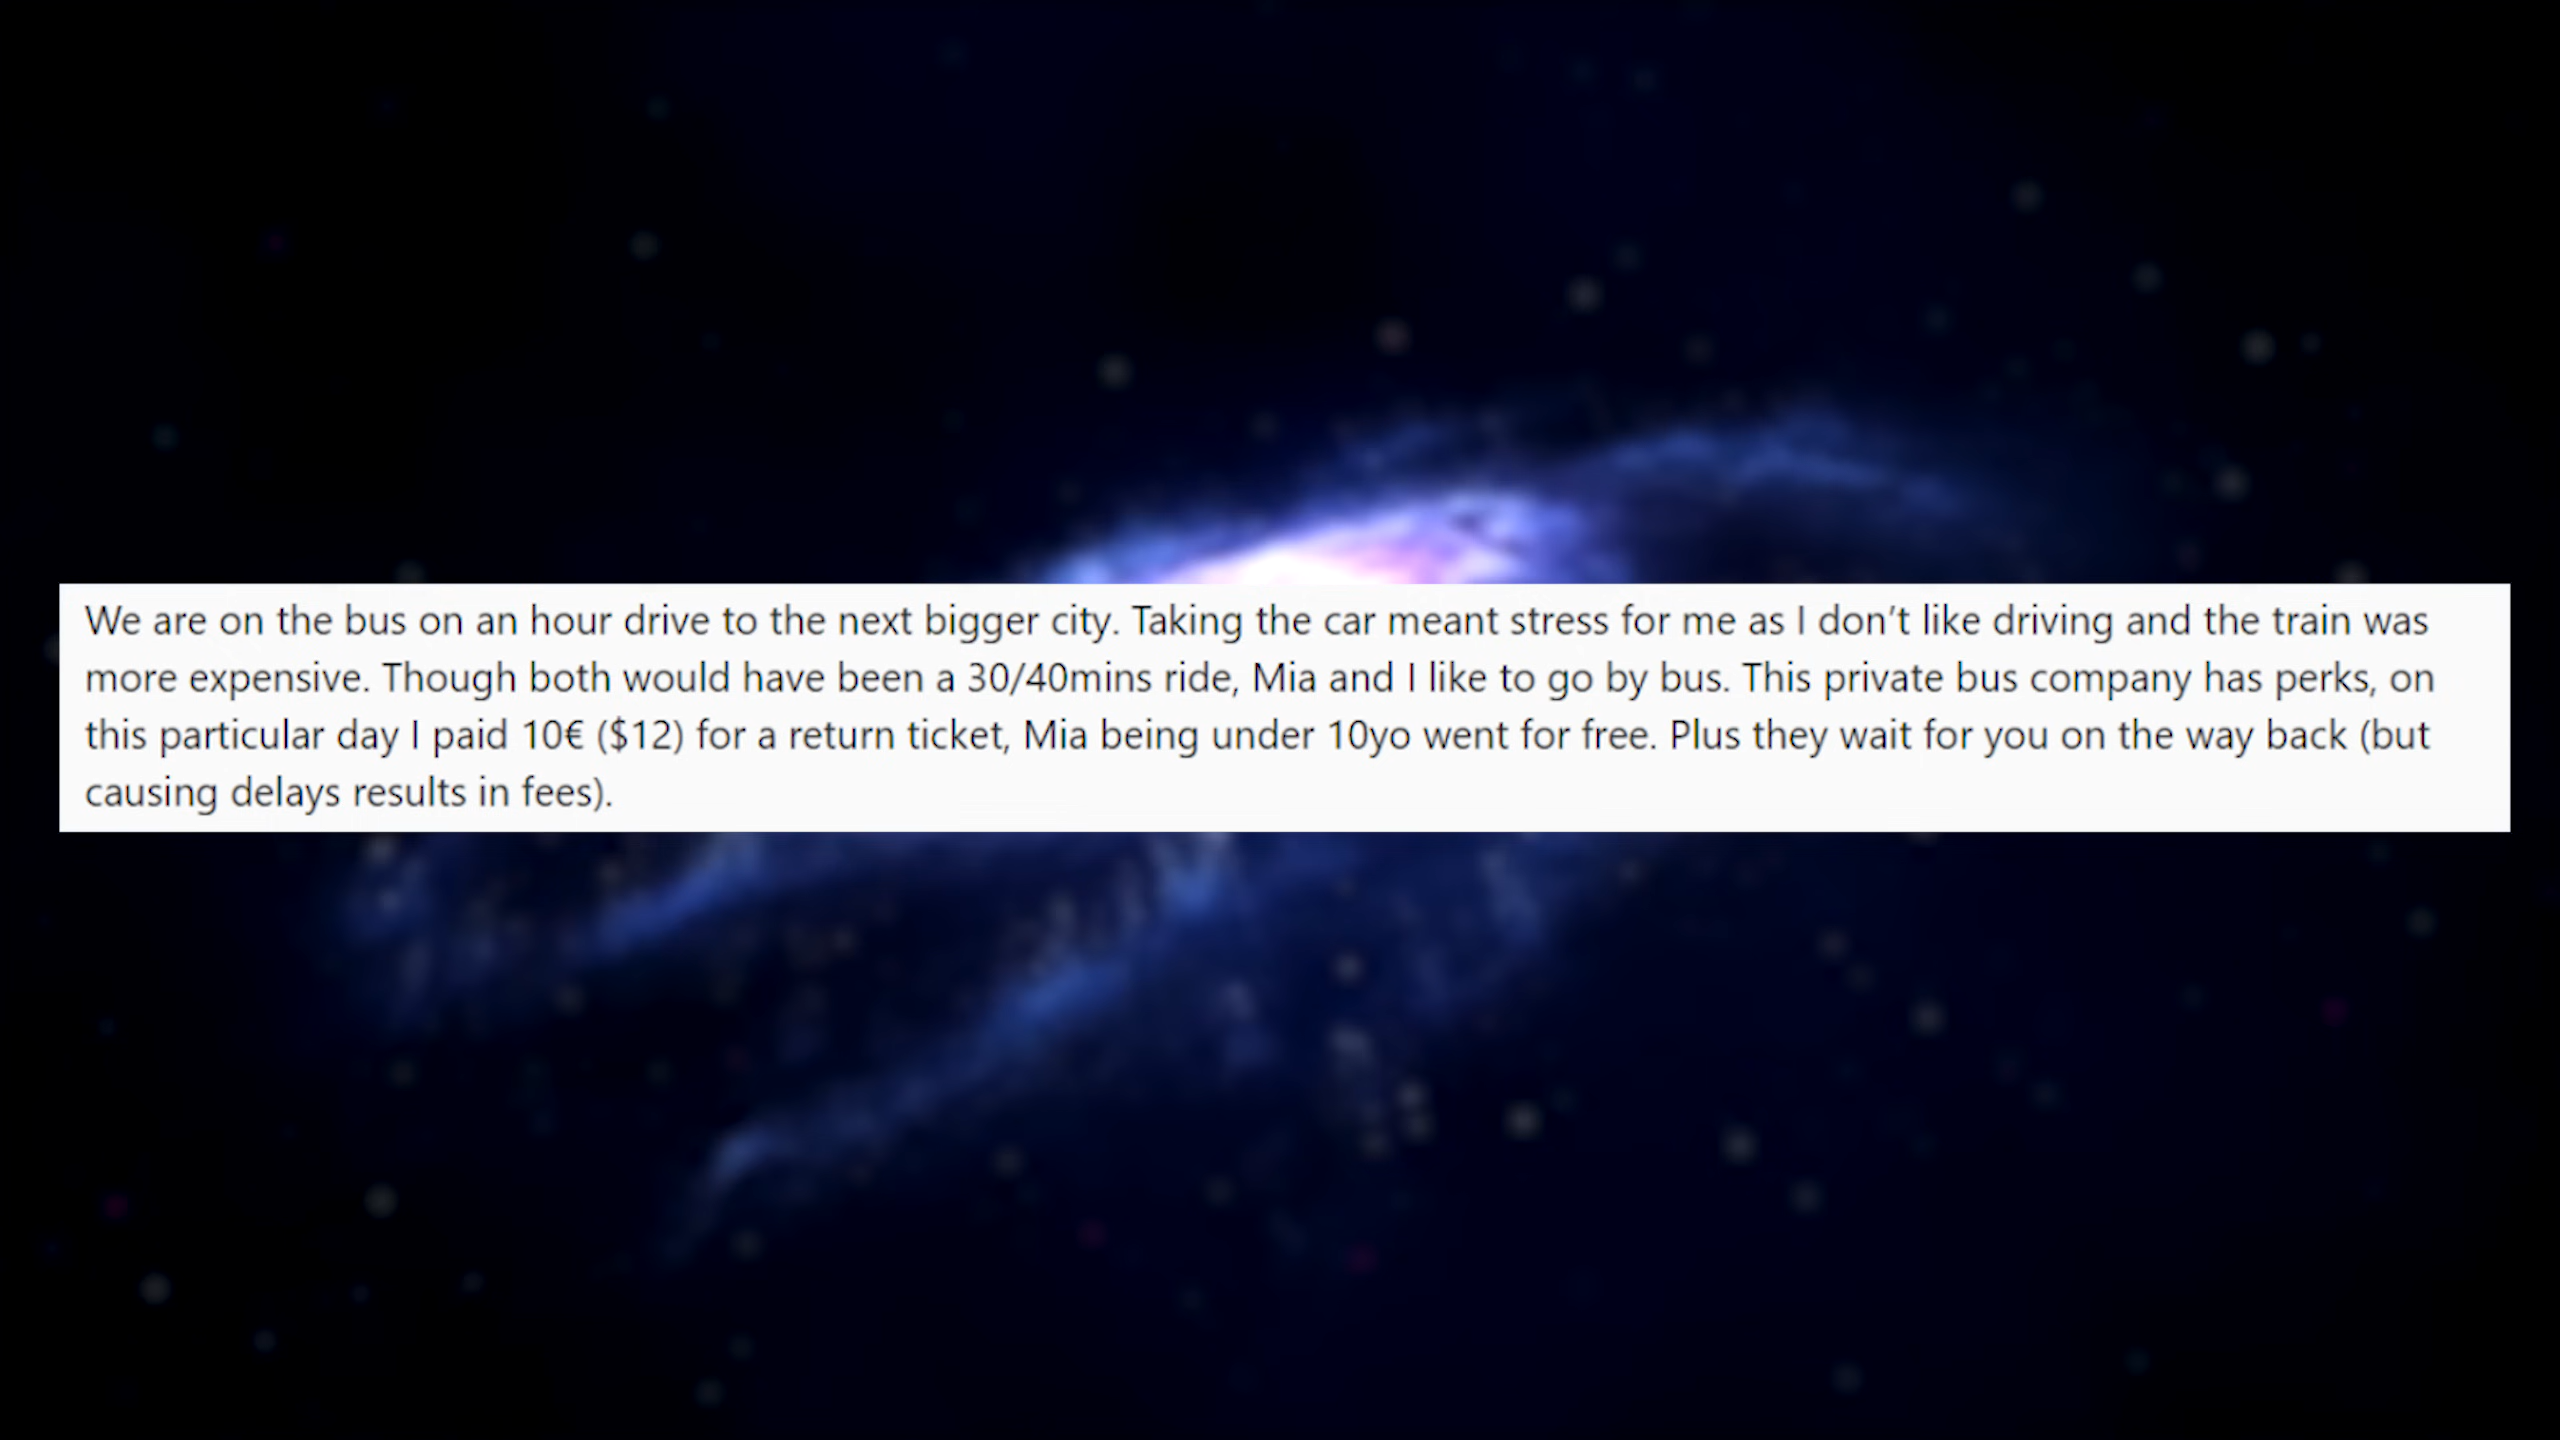 We are on the bus on an hour drive to the next bigger city. Taking the car meant stress for me as I don’t like driving and the train was
more expensive. Though both would have been a 30/40mins ride, Mia and I like to go by bus. This private bus company has perks, on
this particular day I paid 10€ ($12) for a return ticket, Mia being under 10yo went for free. Plus they wait for you on the way back (but
causing delays results in fees).